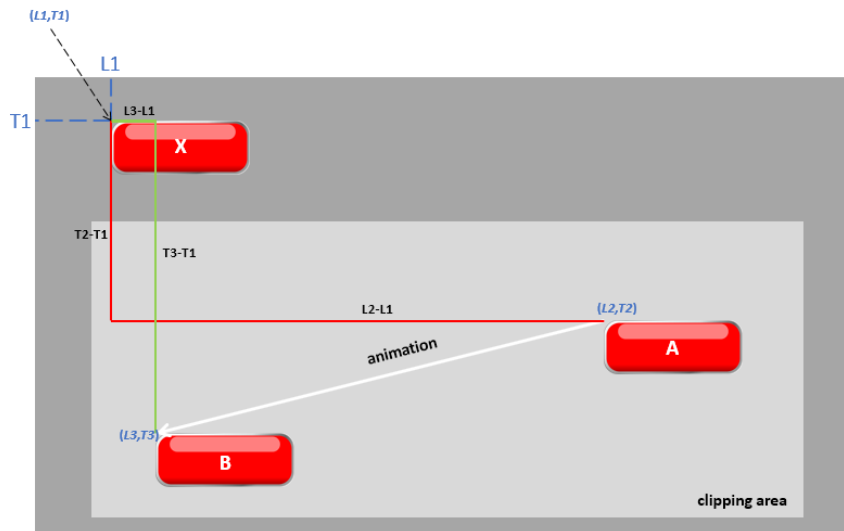 (L1,T1)
L1
T1
L3-L1
X
T2-T1
T3-T1
L2-L1
(L2,T2)
animation
A
(L3,T3)
B
clipping area